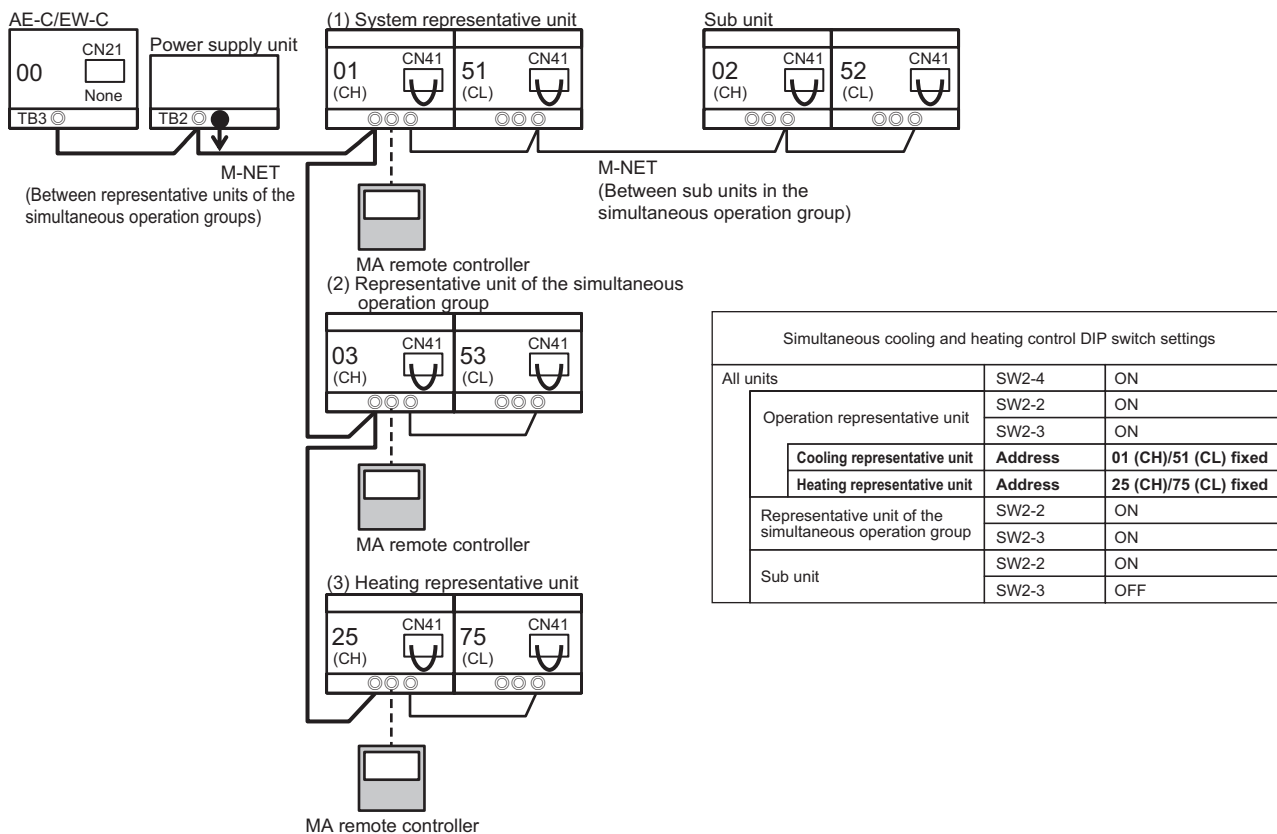 AE-C/EW-C
CN21
00
None
TB3
Power supply unit
TB2
(1) System representative unit
01
(CH)
CN41
51
(CL)
CN41
Sub unit
02
(CH)
CN41
52
(CL)
CN41
M-NET
(Between representative units of the
simultaneous operation groups)
M-NET
(Between sub units in the
simultaneous operation group)
MA remote controller
(2) Representative unit of the simultaneous
operation group
03
(CH)
CN41
53
(CL)
CN41
MA remote controller
(3) Heating representative unit
25
(CH)
CN41
75
(CL)
CN41
MA remote controller
Simultaneous cooling and heating control DIP switch settings
All units SW2-4 ON
Operation representative unit SW2-2 ON
SW2-3 ON
Cooling representative unit Address 01 (CH)/51 (CL) fixed
Heating representative unit Address 25 (CH)/75 (CL) fixed
Representative unit of the
simultaneous operation group
SW2-2 ON
SW2-3 ON
Sub unit SW2-2 ON
SW2-3 OFF